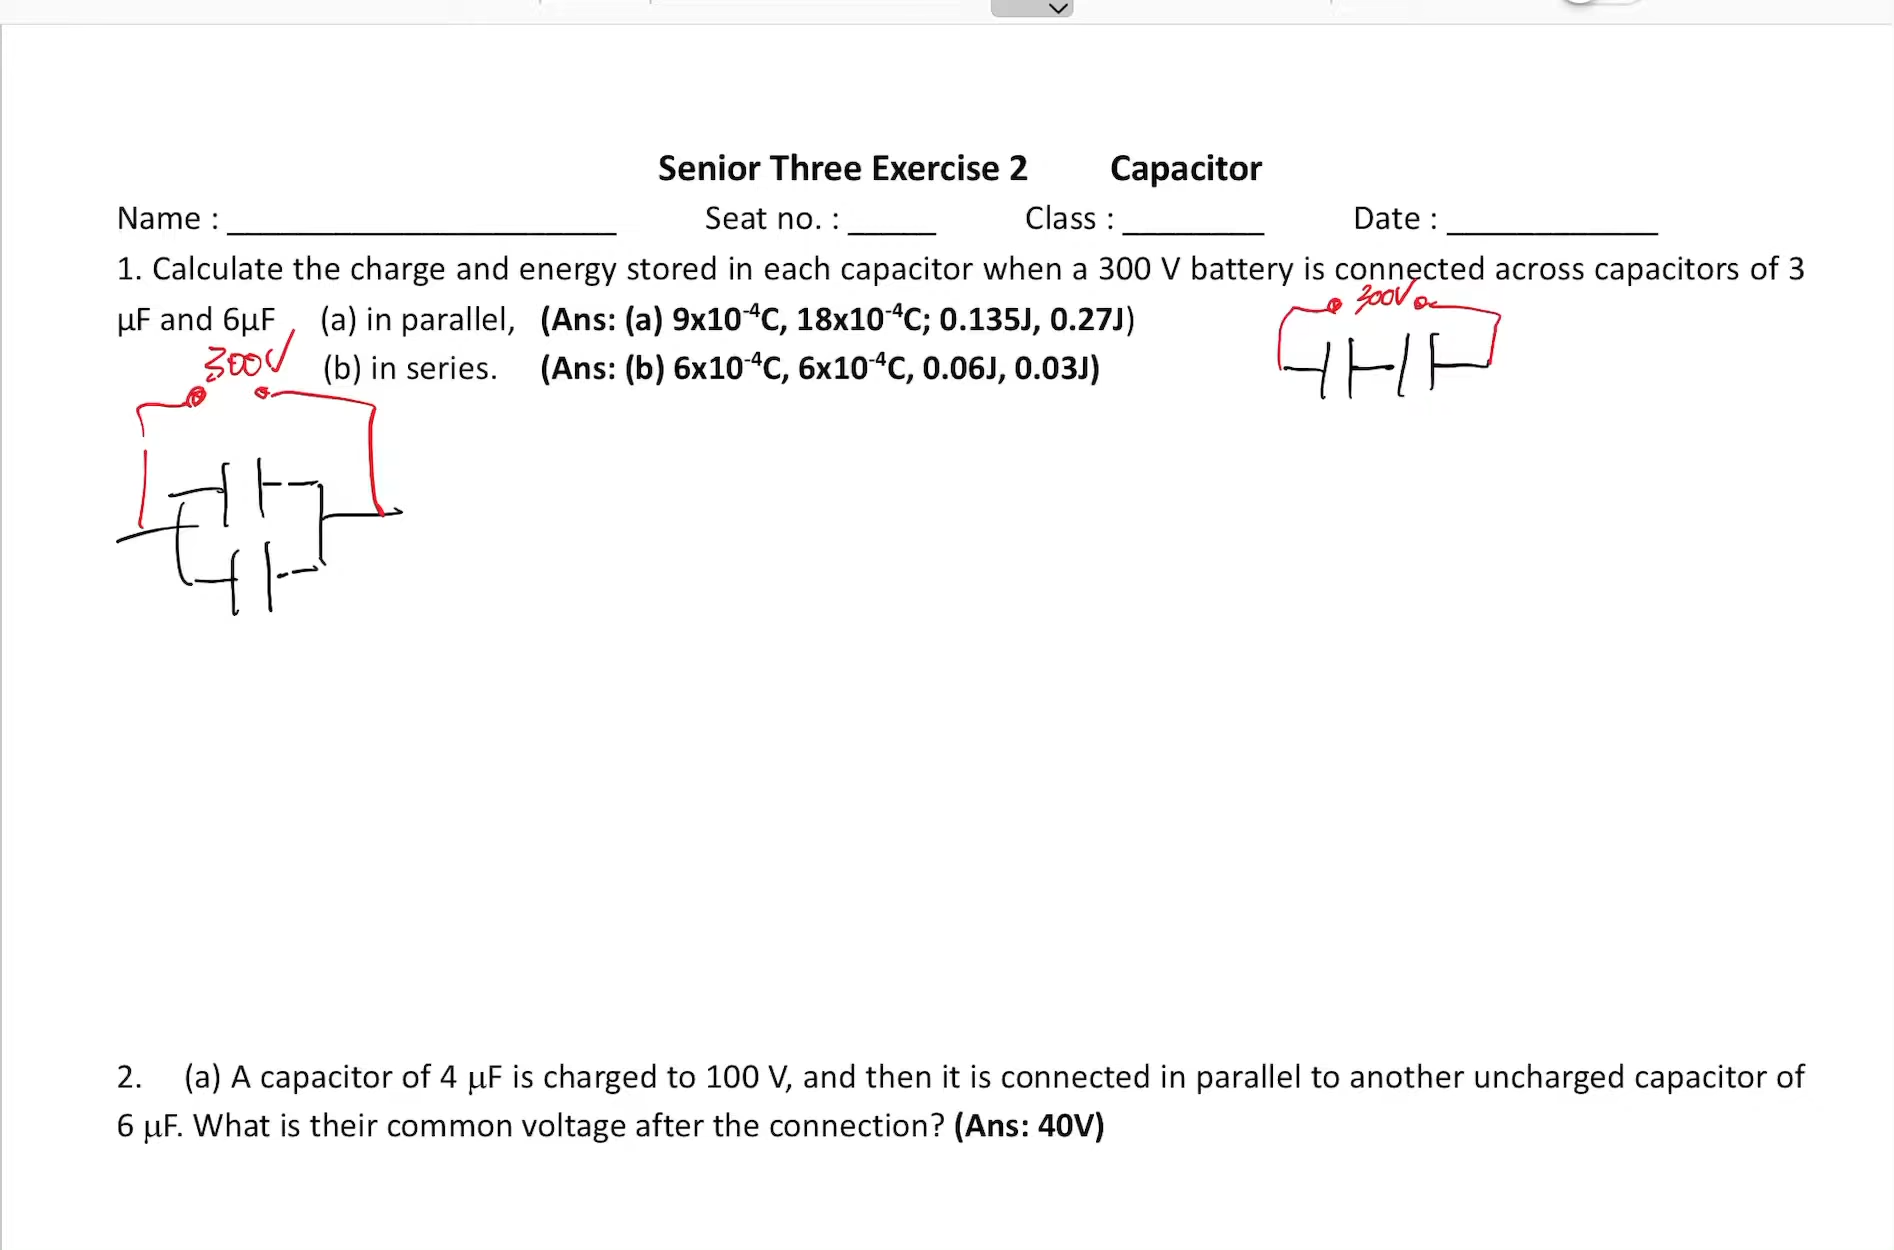 Senior Three Exercise 2 Capacitor
Name : ______________________ Seat no. : _____ Class : ________ Date : ____________
1. Calculate the charge and energy stored in each capacitor when a 300 V battery is connected across capacitors of 3
300V
μF and 6μF , (a) in parallel, (Ans: (a) 9x10⁻⁴C, 18x10⁻⁴C; 0.135J, 0.27J)
300V
(b) in series. (Ans: (b) 6x10⁻⁴C, 6x10⁻⁴C, 0.06J, 0.03J)
2. (a) A capacitor of 4 μF is charged to 100 V, and then it is connected in parallel to another uncharged capacitor of
6 μF. What is their common voltage after the connection? (Ans: 40V)